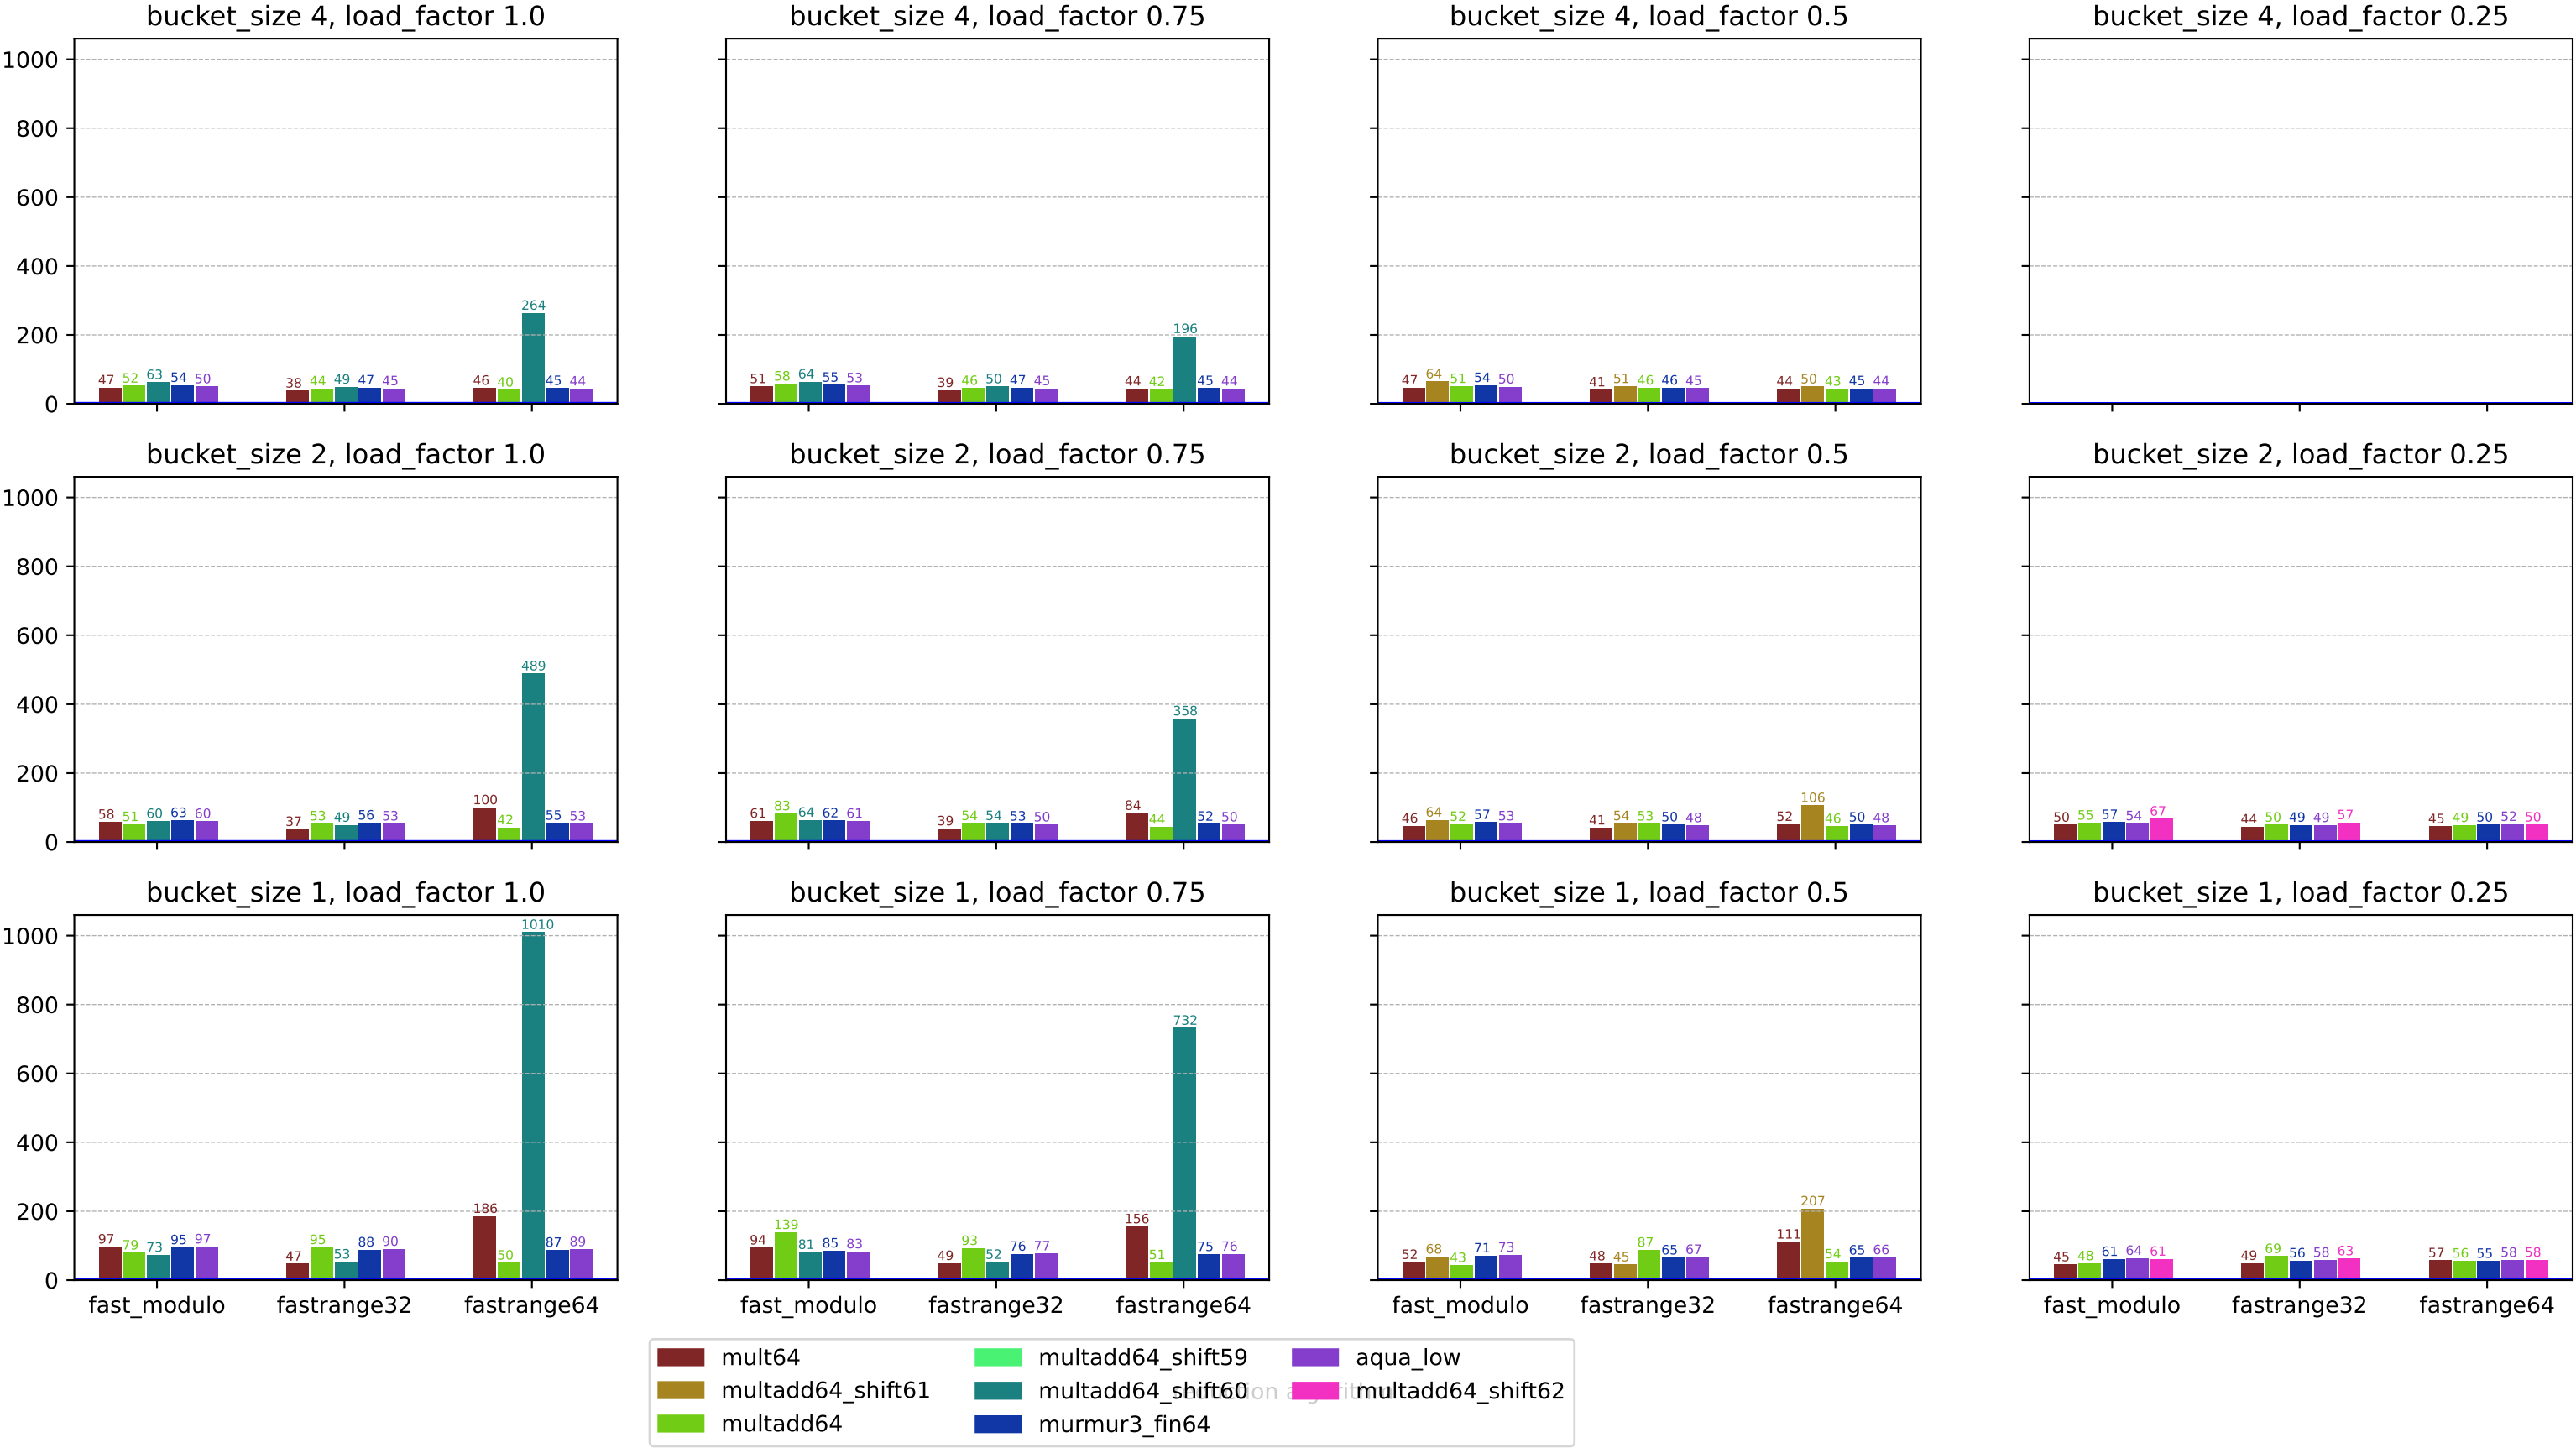 bucket_size 4, load_factor 1.0
1000
800
600
400
200
0
47 52 63 54 50 38 44 49 47 45 46 40 264 45 44
bucket_size 4, load_factor 0.75
51 58 64 55 53 39 46 50 47 45 44 42 196 45 44
bucket_size 4, load_factor 0.5
47 64 51 54 50 41 51 46 46 45 44 50 43 45 44
bucket_size 4, load_factor 0.25
bucket_size 2, load_factor 1.0
1000
800
600
400
200
0
58 51 60 63 60 37 53 49 56 53 100 42 489 55 53
bucket_size 2, load_factor 0.75
61 83 64 62 61 39 54 54 53 50 84 44 358 52 50
bucket_size 2, load_factor 0.5
46 64 52 57 53 41 54 53 50 48 52 106 46 50 48
bucket_size 2, load_factor 0.25
50 55 57 54 67 44 50 49 49 57 45 49 50 52 50
bucket_size 1, load_factor 1.0
1000
800
600
400
200
0
97 79 73 95 97 47 95 53 88 90 186 50 1010 87 89
fast_modulo fastrange32 fastrange64
bucket_size 1, load_factor 0.75
94 139 81 85 83 49 93 52 76 77 156 51 732 75 76
fast_modulo fastrange32 fastrange64
bucket_size 1, load_factor 0.5
52 68 43 71 73 48 45 87 65 67 111 207 54 65 66
fast_modulo fastrange32 fastrange64
bucket_size 1, load_factor 0.25
45 48 61 64 61 49 69 56 58 63 57 56 55 58 58
fast_modulo fastrange32 fastrange64
mult64
multadd64_shift61
multadd64
multadd64_shift59
multadd64_shift60
murmur3_fin64
aqua_low
multadd64_shift62